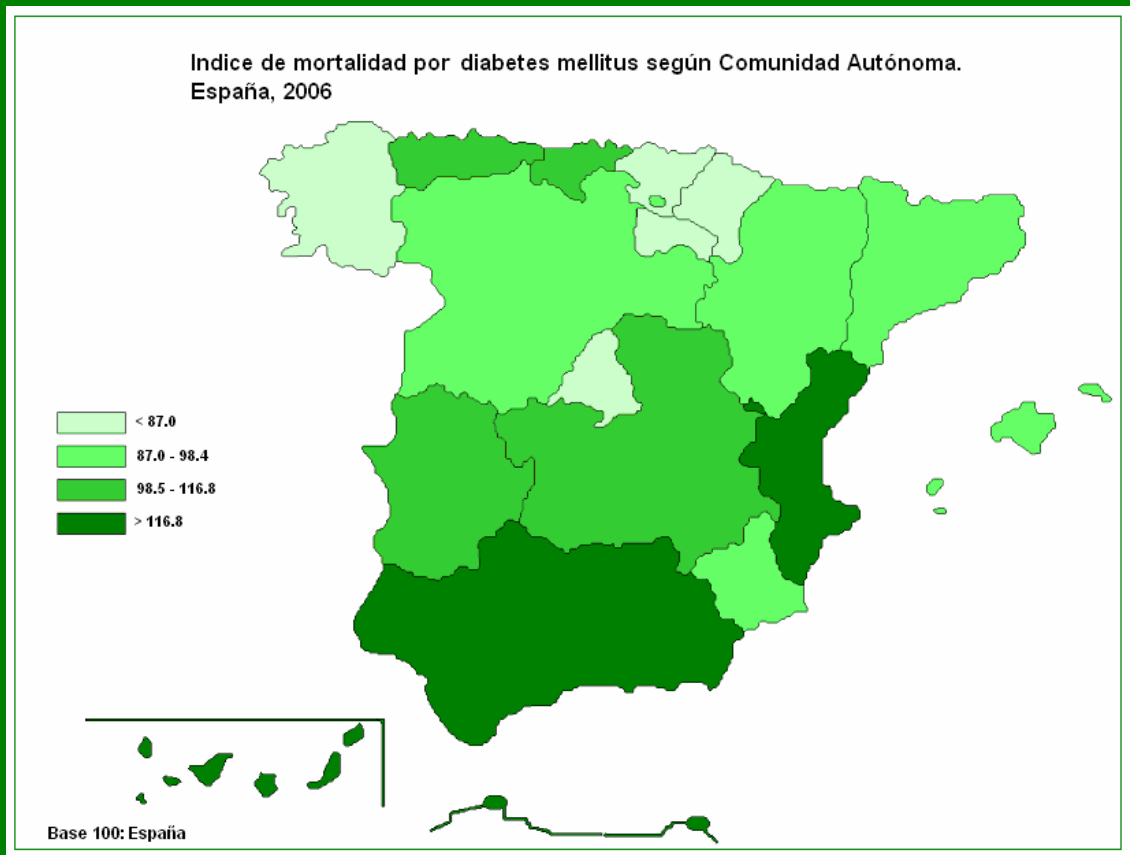 Indice de mortalidad por diabetes mellitus según Comunidad Autónoma.
España, 2006
< 87.0
87.0 - 98.4
98.5 - 116.8
> 116.8
Base 100: España